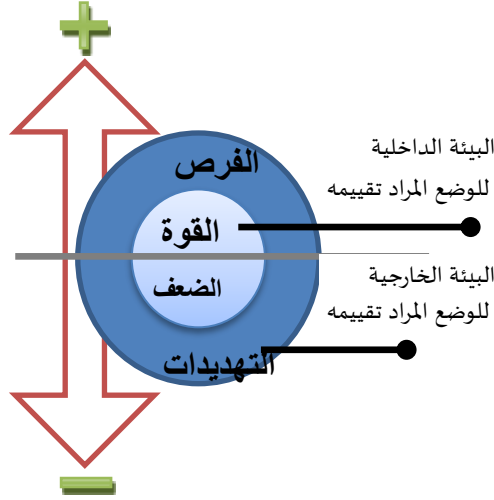 الفرص
القوة
الضعف
التهديدات
البيئة الداخلية
للوضع المراد تقييمه
البيئة الخارجية
للوضع المراد تقييمه